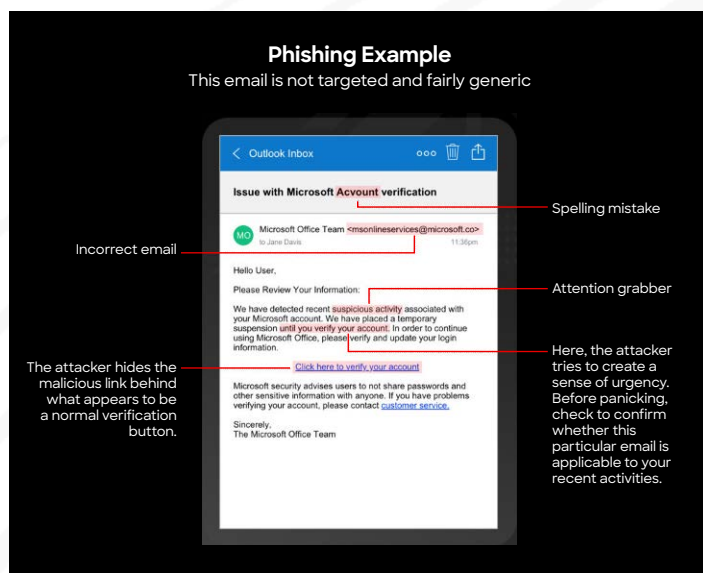 Phishing Example
This email is not targeted and fairly generic
Outlook Inbox
Issue with Microsoft Acvount verification
Spelling mistake
MO
Microsoft Office Team <msonlineservices@microsoft.co>
to Jane Davis
11:36pm
Incorrect email
Hello User,
Please Review Your Information:
Attention grabber
We have detected recent suspicious activity associated with
your Microsoft account. We have placed a temporary
suspension until you verify your account. In order to continue
using Microsoft Office, please verify and update your login
information.
Here, the attacker
tries to create a
sense of urgency.
Before panicking,
check to confirm
whether this
particular email is
applicable to your
recent activities.
The attacker hides the
malicious link behind
what appears to be
a normal verification
button.
Click here to verify your account
Microsoft security advises users to not share passwords and
other sensitive information with anyone. If you have problems
verifying your account, please contact customer service.
Sincerely,
The Microsoft Office Team